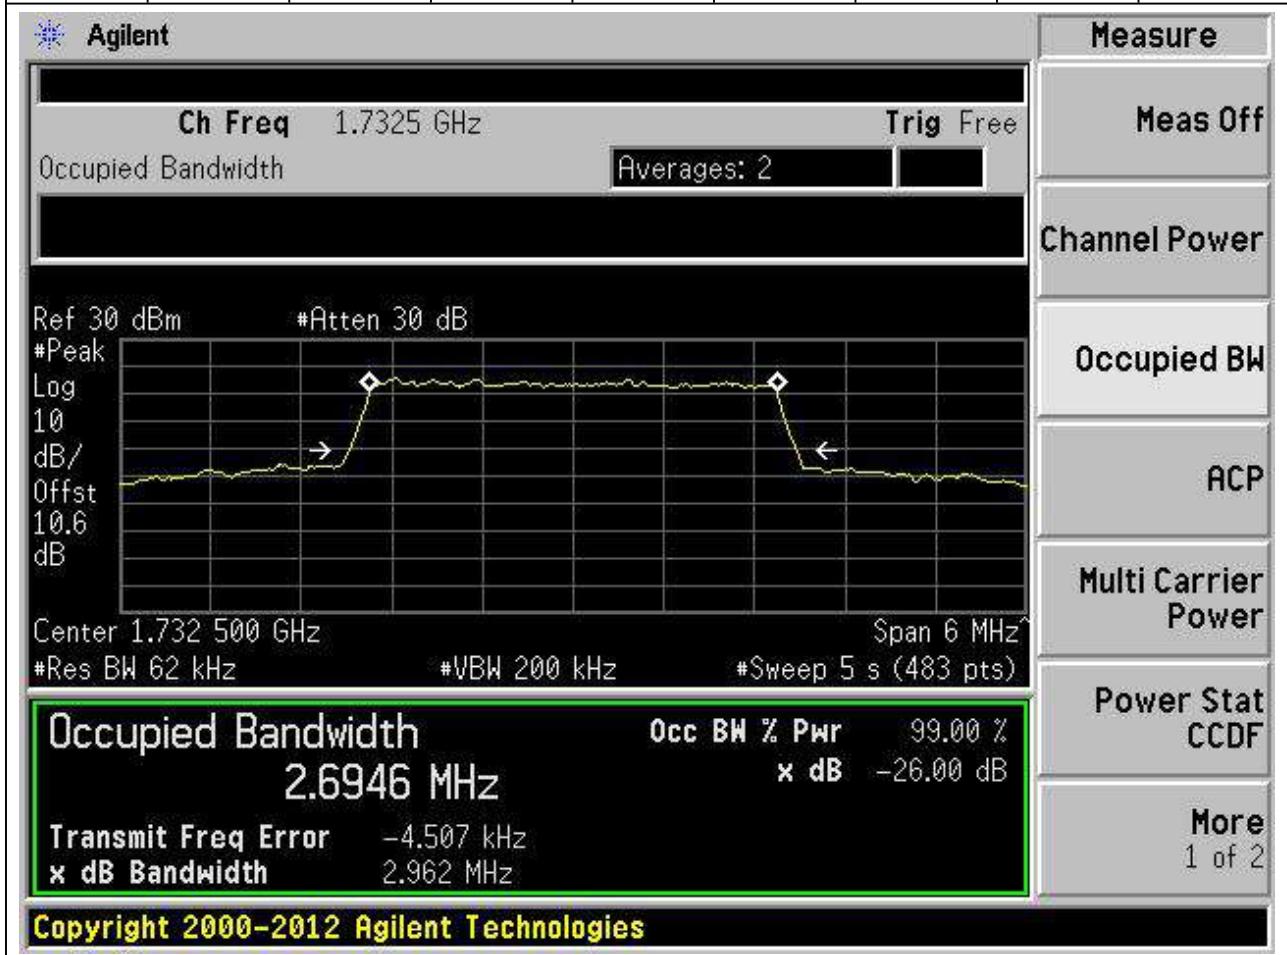 Agilent
Measure
Ch Freq 1.7325 GHz Trig Free
Occupied Bandwidth Averages: 2
Ref 30 dBm #Atten 30 dB
#Peak
Log
10
dB/
Offst
10.6
dB
Center 1.732 500 GHz Span 6 MHz^
#Res BW 62 kHz #VBW 200 kHz #Sweep 5 s (483 pts)
Occupied Bandwidth Occ BW % Pwr 99.00 %
2.6946 MHz x dB -26.00 dB
Transmit Freq Error -4.507 kHz
x dB Bandwidth 2.962 MHz
Copyright 2000-2012 Agilent Technologies
Meas Off
Channel Power
Occupied BW
ACP
Multi Carrier
Power
Power Stat
CCDF
More
1 of 2